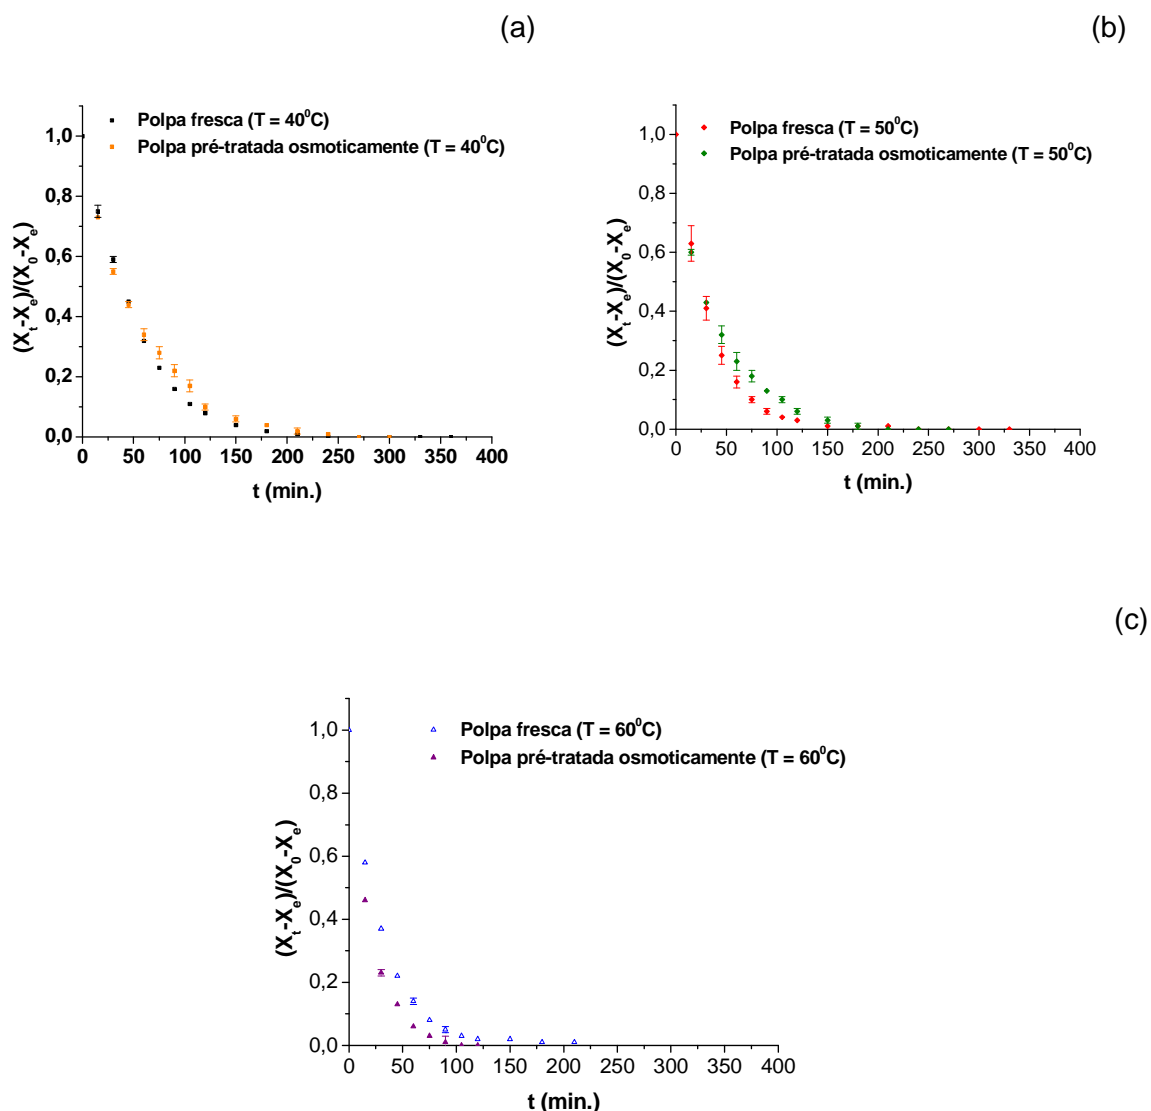 (a)
Polpa fresca (T = 40⁰C)
Polpa pré-tratada osmoticamente (T = 40⁰C)
1,0
0,8
0,6
0,4
0,2
0,0
(Xₜ-Xₑ)/(X₀-Xₑ)
0 50 100 150 200 250 300 350 400
t (min.)
(b)
Polpa fresca (T = 50⁰C)
Polpa pré-tratada osmoticamente (T = 50⁰C)
1,0
0,8
0,6
0,4
0,2
0,0
(Xₜ-Xₑ)/(X₀-Xₑ)
0 50 100 150 200 250 300 350 400
t (min.)
(c)
Polpa fresca (T = 60⁰C)
Polpa pré-tratada osmoticamente (T = 60⁰C)
1,0
0,8
0,6
0,4
0,2
0,0
(Xₜ-Xₑ)/(X₀-Xₑ)
0 50 100 150 200 250 300 350 400
t (min.)